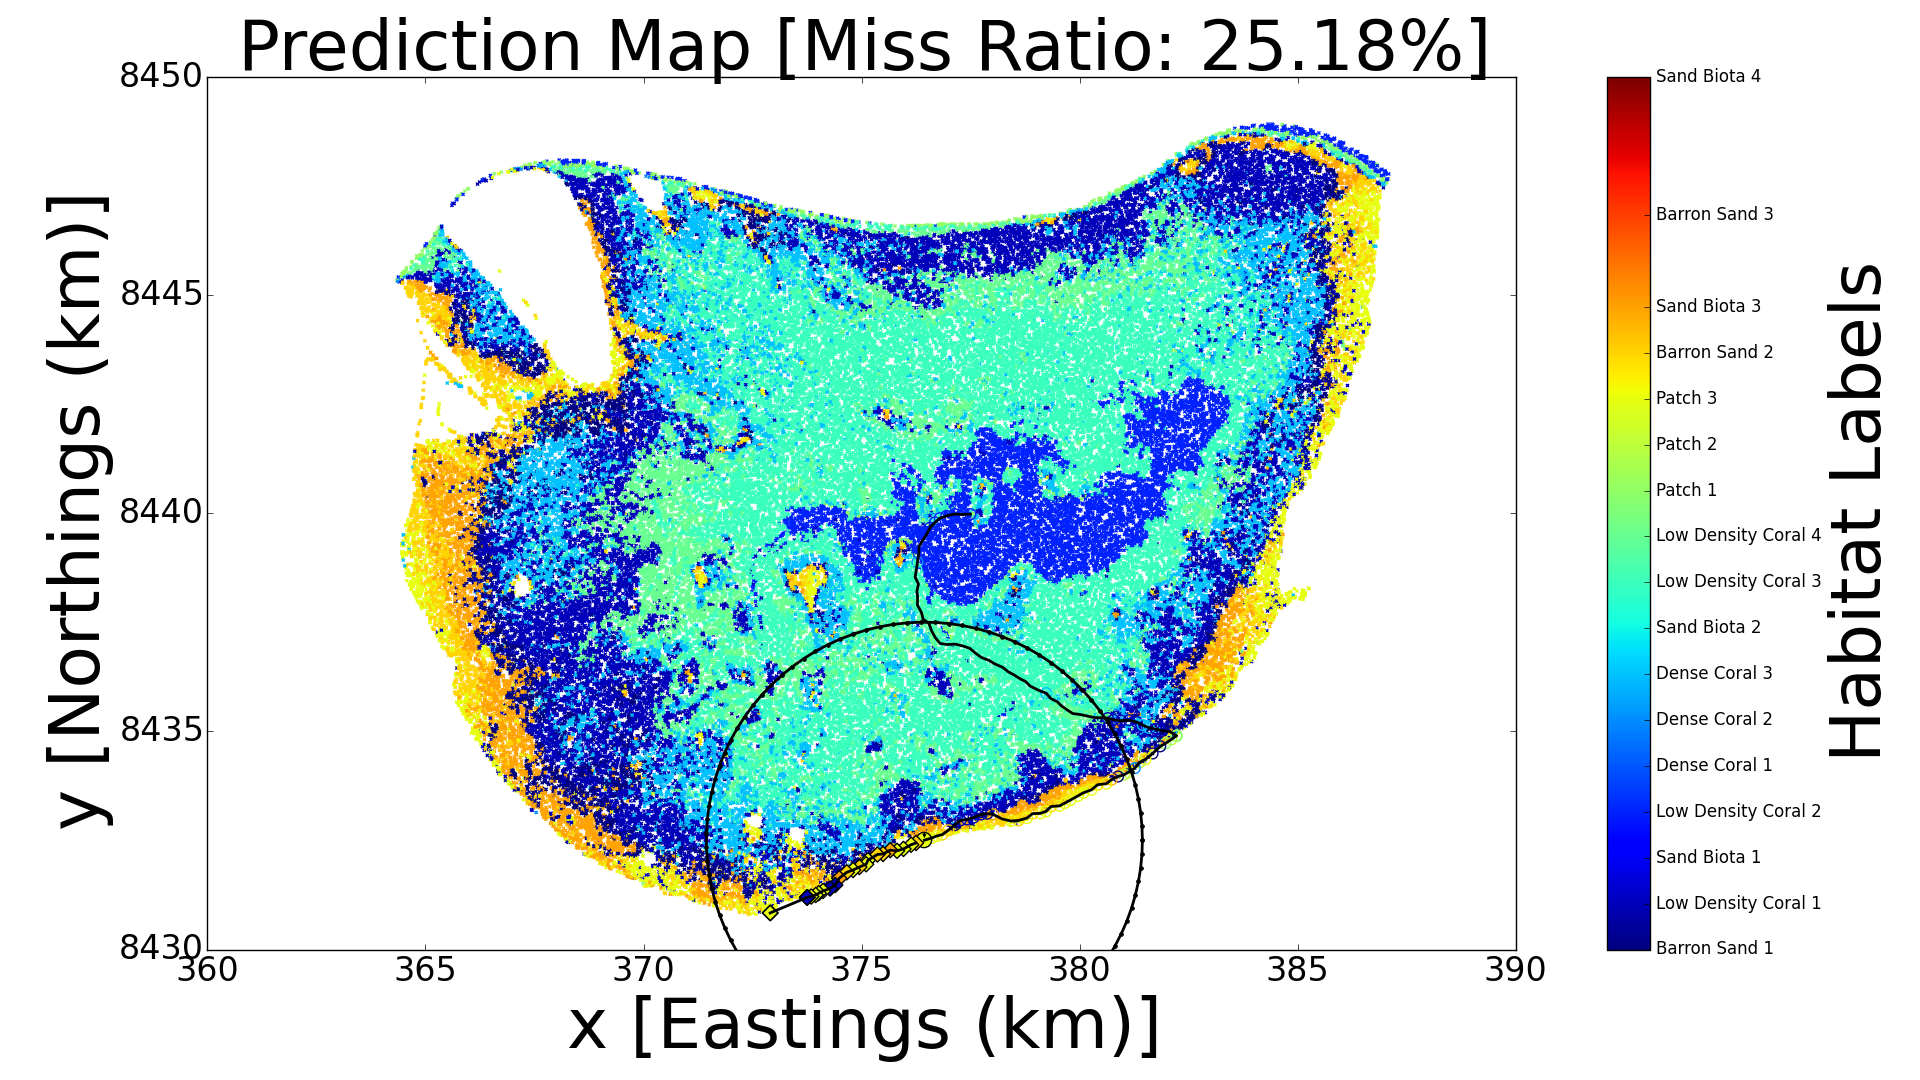 Prediction Map [Miss Ratio: 25.18%]
y [Northings (km)]
8450
8445
8440
8435
8430
360
365
370
375
380
385
390
x [Eastings (km)]
Sand Biota 4
Barron Sand 3
Sand Biota 3
Barron Sand 2
Patch 3
Patch 2
Patch 1
Low Density Coral 4
Low Density Coral 3
Sand Biota 2
Dense Coral 3
Dense Coral 2
Dense Coral 1
Low Density Coral 2
Sand Biota 1
Low Density Coral 1
Barron Sand 1
Habitat Labels